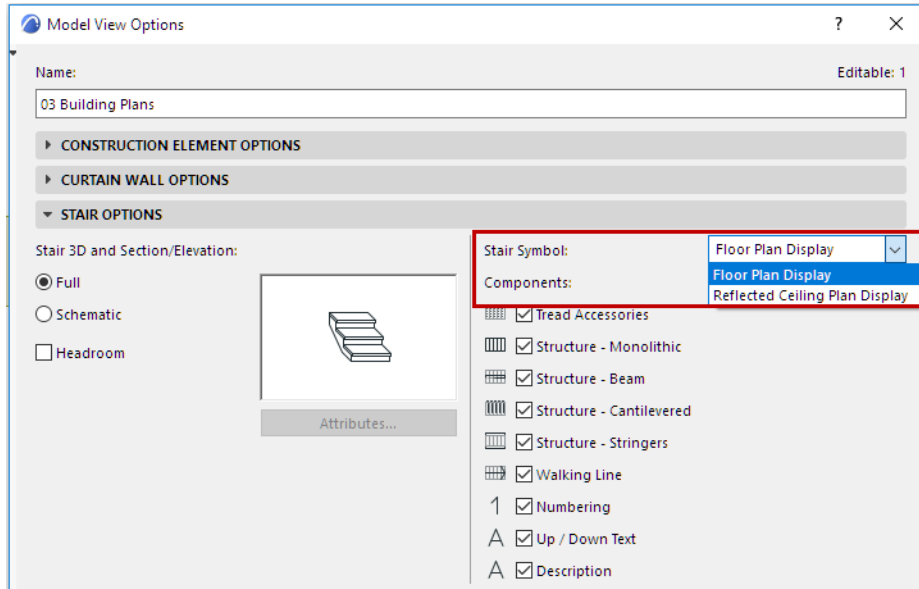 Model View Options
?
Name:
Editable: 1
03 Building Plans
CONSTRUCTION ELEMENT OPTIONS
CURTAIN WALL OPTIONS
STAIR OPTIONS
Stair 3D and Section/Elevation:
Full
Schematic
Headroom
Attributes...
Stair Symbol:
Floor Plan Display
Floor Plan Display
Reflected Ceiling Plan Display
Components:
Tread Accessories
Structure - Monolithic
Structure - Beam
Structure - Cantilevered
Structure - Stringers
Walking Line
1 Numbering
A Up / Down Text
A Description